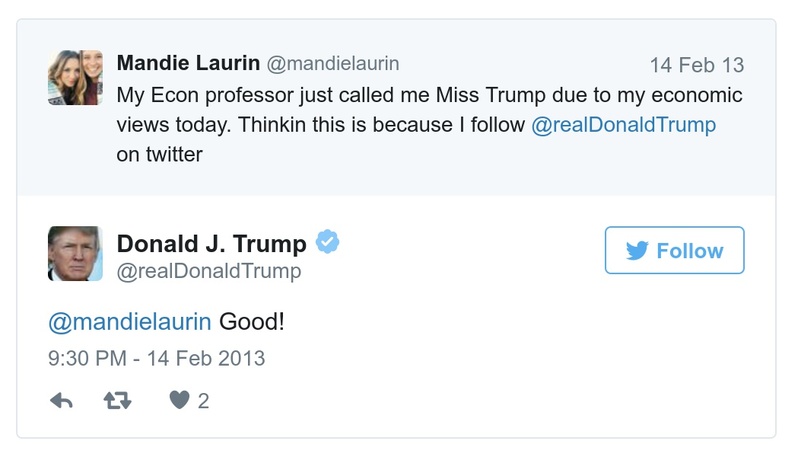 Mandie Laurin @mandielaurin 14 Feb 13
My Econ professor just called me Miss Trump due to my economic
views today. Thinkin this is because I follow @realDonaldTrump
on twitter
Donald J. Trump
Follow
@realDonaldTrump
@mandielaurin Good!
9:30 PM - 14 Feb 2013
2